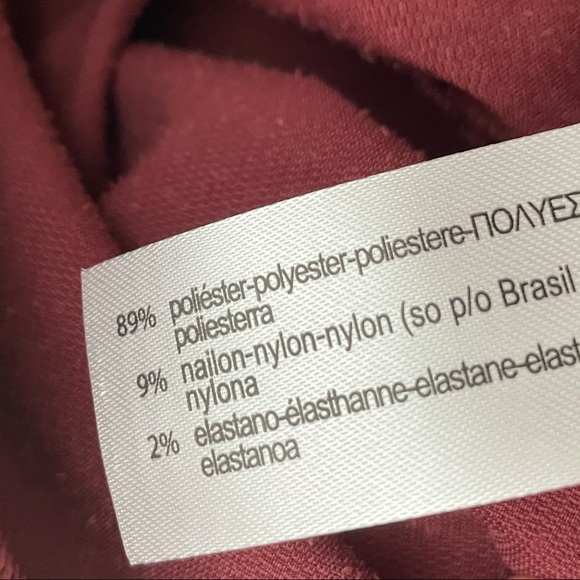 89% poliéster-polyester-poliestere-ΠΟΛΥΕΣ
poliesterra
9% nailon-nylon-nylon (so p/o Brasil
nylona
2% elastano-élasthanne-elastane-elast
elastanoa